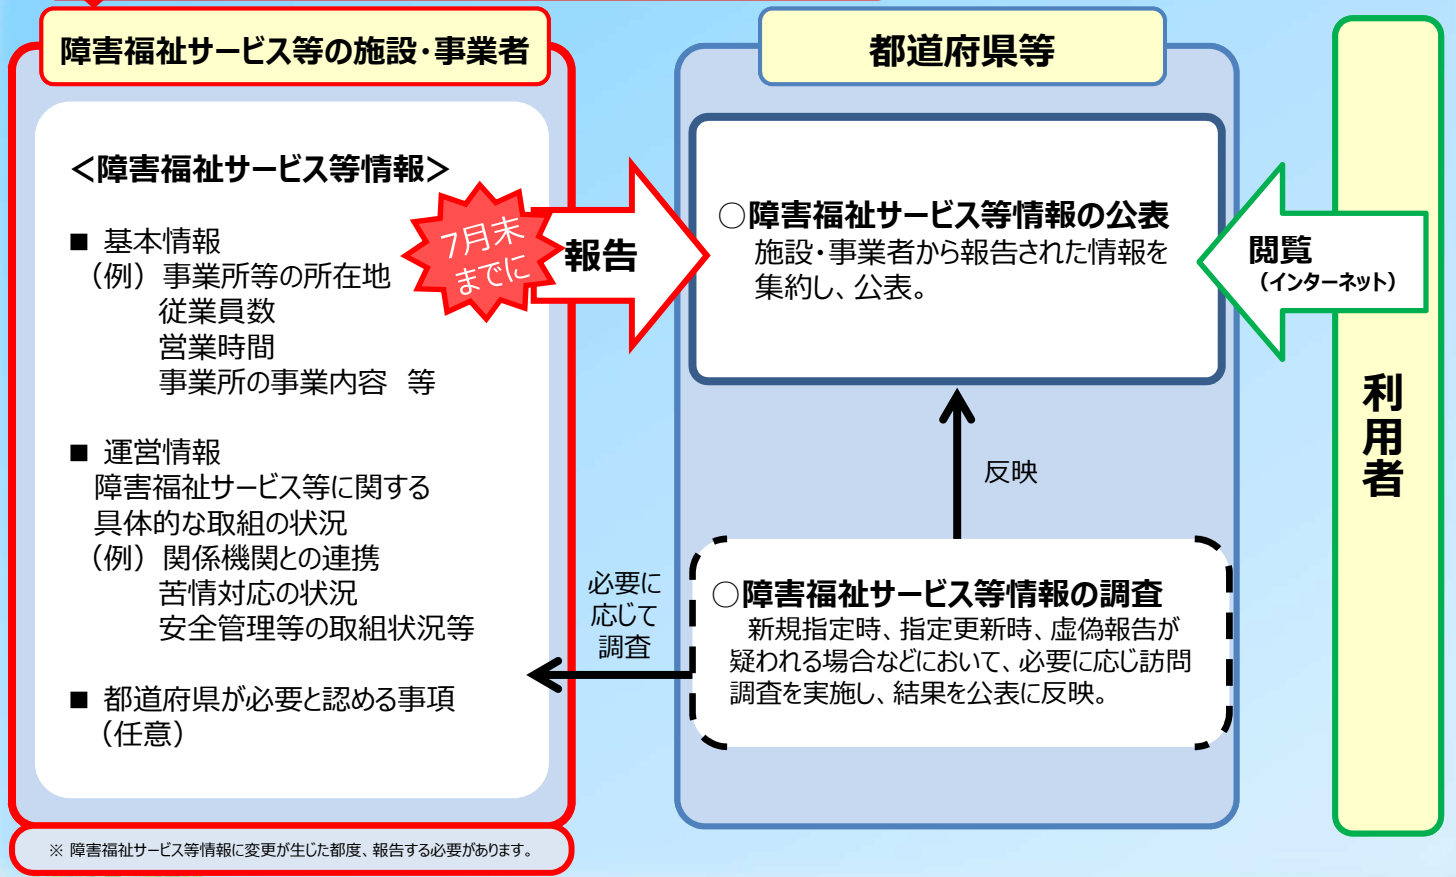 障害福祉サービス等の施設・事業者
＜障害福祉サービス等情報＞
■ 基本情報
（例）事業所等の所在地
従業員数
営業時間
事業所の事業内容　等
■ 運営情報
障害福祉サービス等に関する
具体的な取組の状況
（例）関係機関との連携
苦情対応の状況
安全管理等の取組状況等
■ 都道府県が必要と認める事項
（任意）
※ 障害福祉サービス等情報に変更が生じた都度、報告する必要があります。
7月末
までに
報告
必要に
応じて
調査
都道府県等
○障害福祉サービス等情報の公表
施設・事業者から報告された情報を
集約し、公表。
反映
○障害福祉サービス等情報の調査
新規指定時、指定更新時、虚偽報告が
疑われる場合などにおいて、必要に応じ訪問
調査を実施し、結果を公表に反映。
閲覧
（インターネット）
利用者